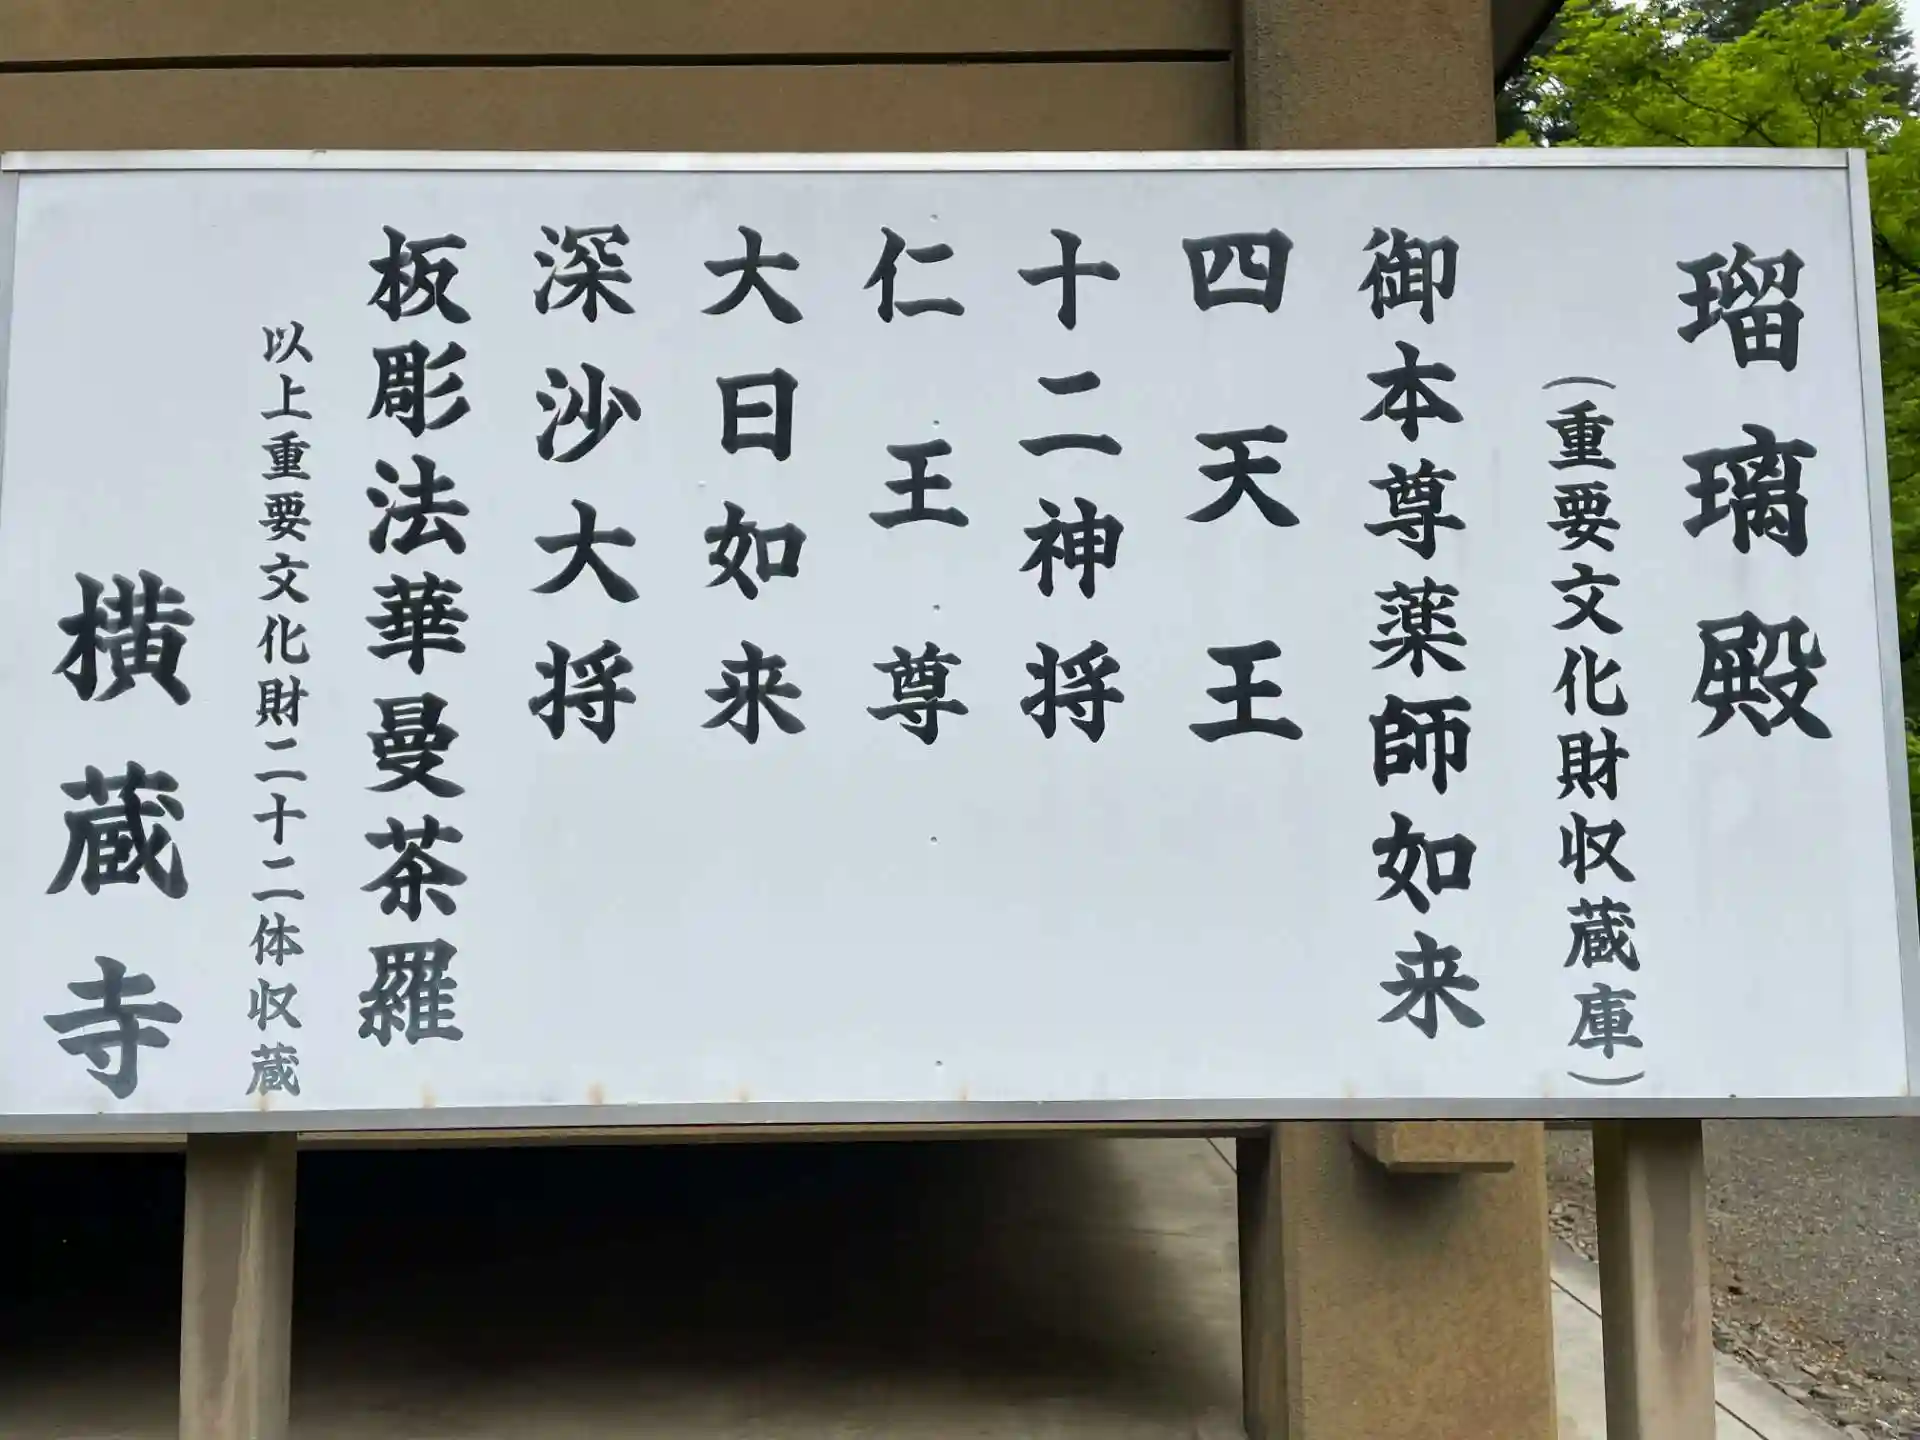 瑠璃殿
（重要文化財収蔵庫）
御本尊薬師如来
四天王
十二神将
仁王尊
大日如来
深沙大将
板彫法華曼荼羅
以上重要文化財二十二体収蔵
横蔵寺